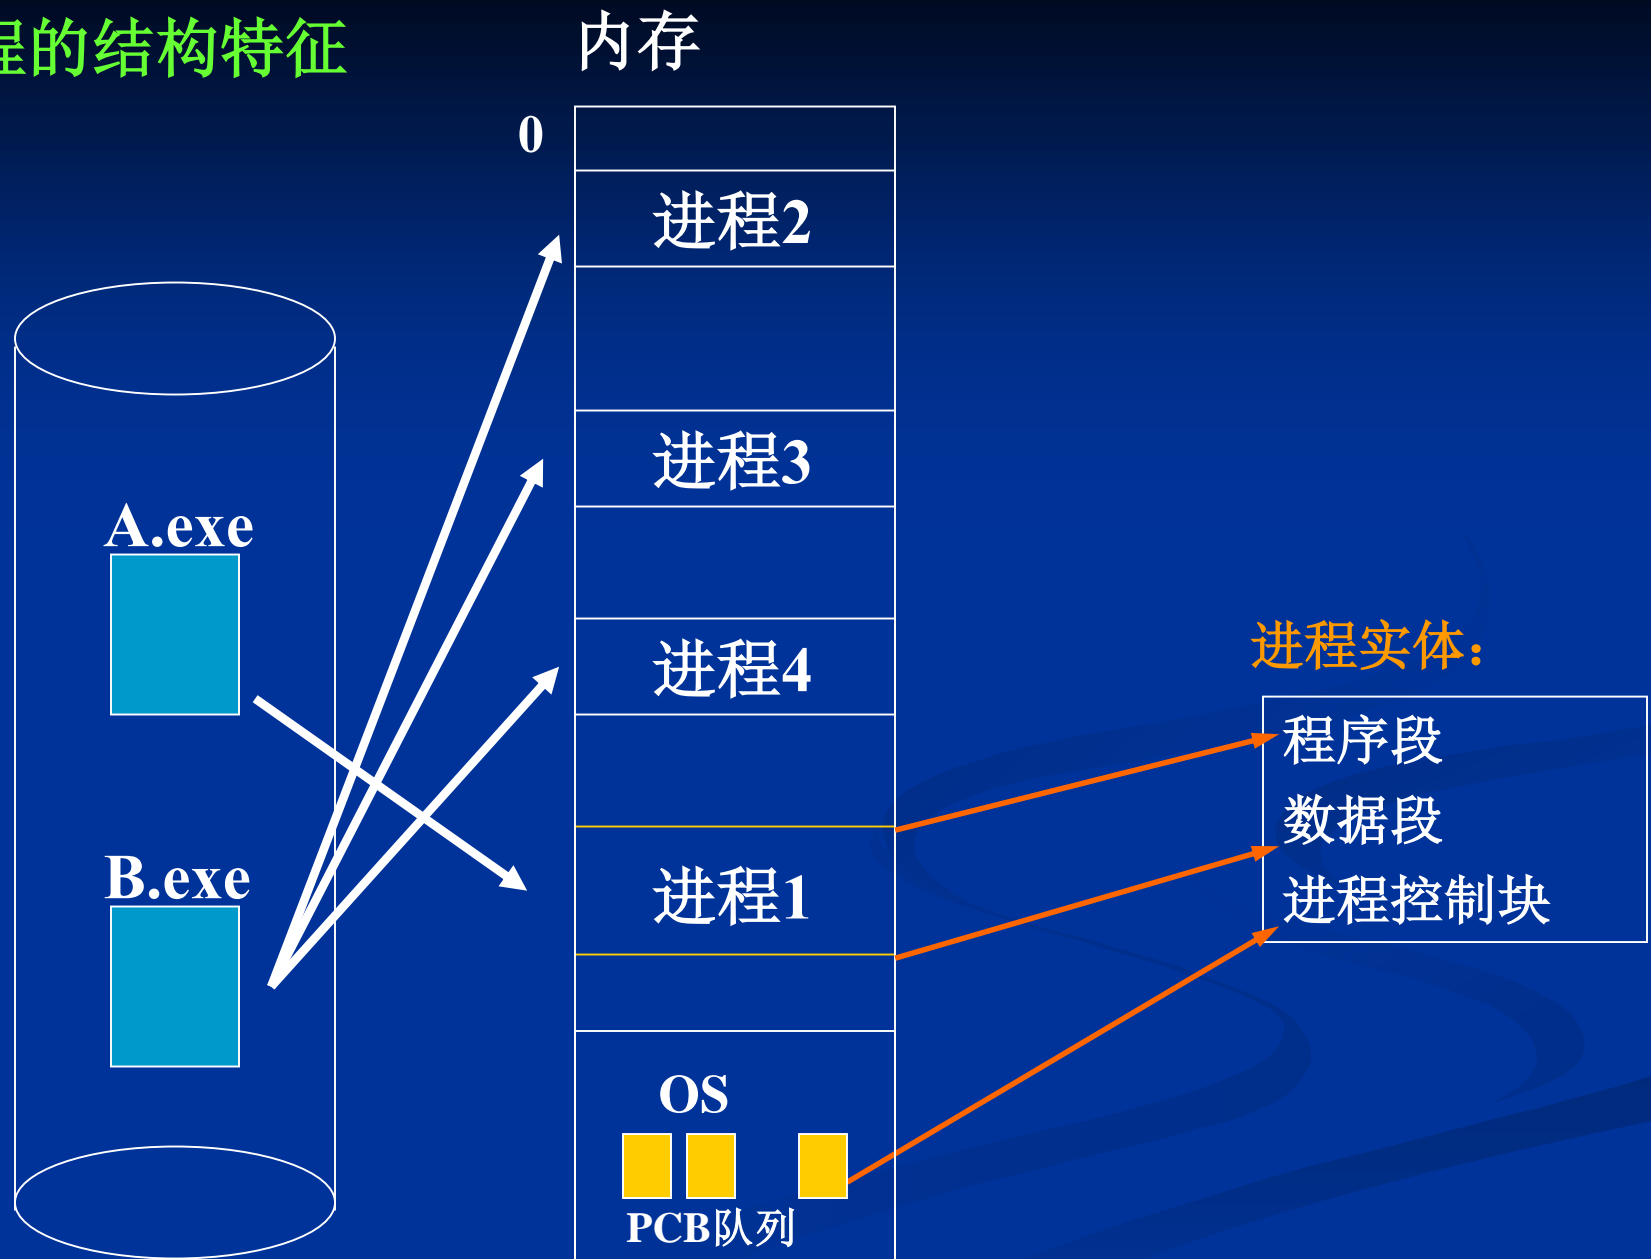 程的结构特征
内存
0
进程2
进程3
A.exe
进程4
进程实体：
程序段
数据段
B.exe
进程1
进程控制块
OS
PCB队列